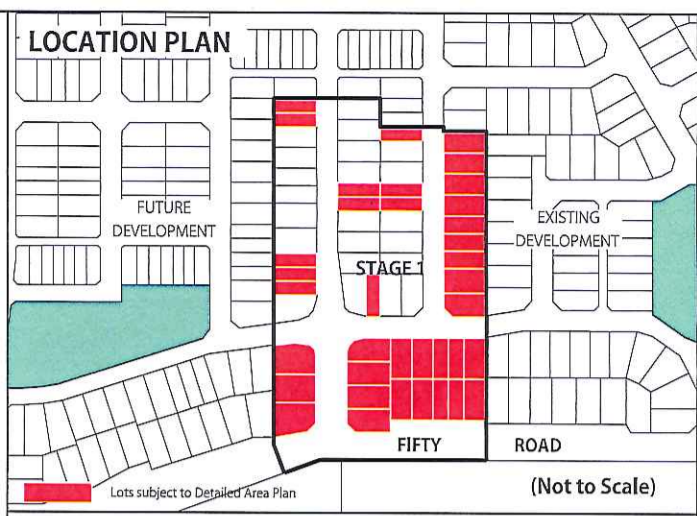 LOCATION PLAN
FUTURE
DEVELOPMENT
EXISTING
DEVELOPMENT
STAGE 1
FIFTY ROAD
Lots subject to Detailed Area Plan
(Not to Scale)